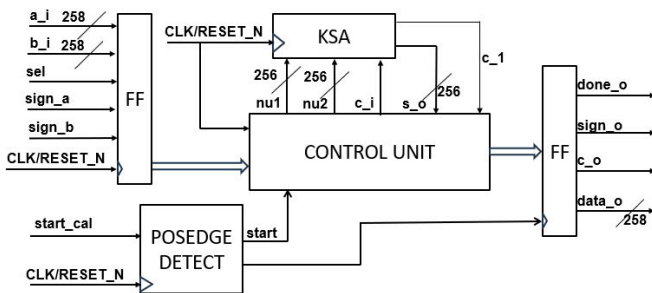 a_i 258
b_i 258
sel
sign_a
sign_b
CLK/RESET_N
FF
CLK/RESET_N
KSA
256 256 256
nu1 nu2 c_i s_o
c_1
CONTROL UNIT
FF
done_o
sign_o
c_o
data_o
258
start_cal
CLK/RESET_N
POSEDGE
DETECT
start